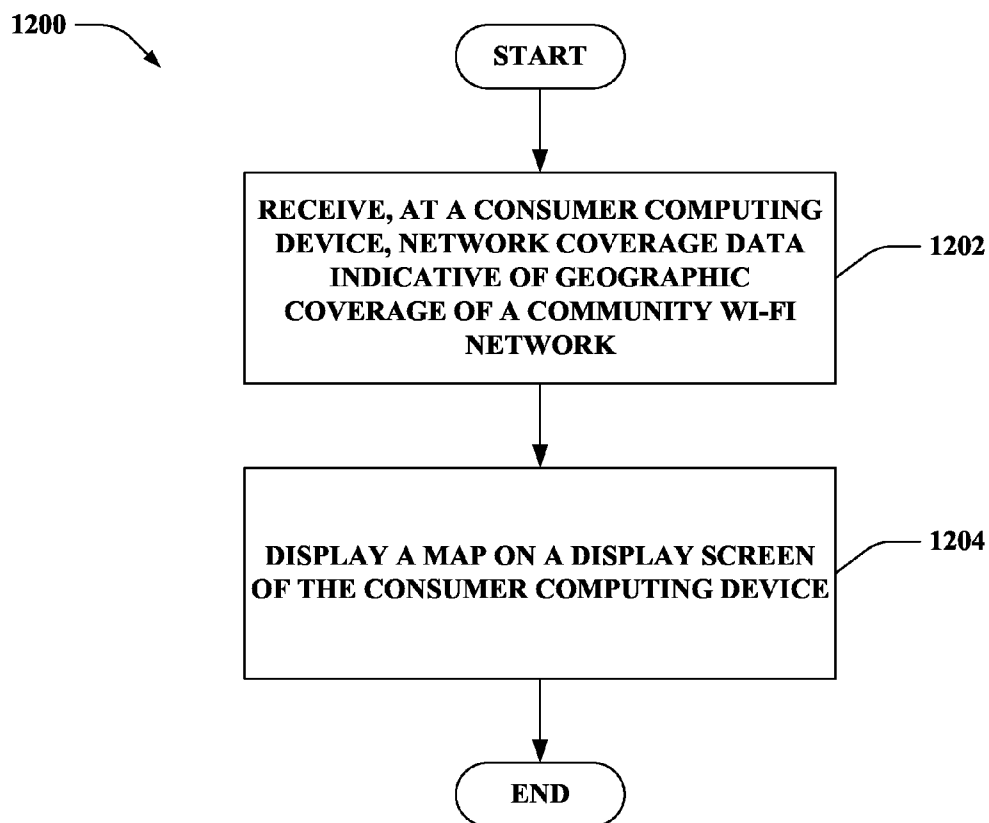 1200
START
RECEIVE, AT A CONSUMER COMPUTING
DEVICE, NETWORK COVERAGE DATA
INDICATIVE OF GEOGRAPHIC
COVERAGE OF A COMMUNITY WI-FI
NETWORK
1202
DISPLAY A MAP ON A DISPLAY SCREEN
OF THE CONSUMER COMPUTING DEVICE
1204
END